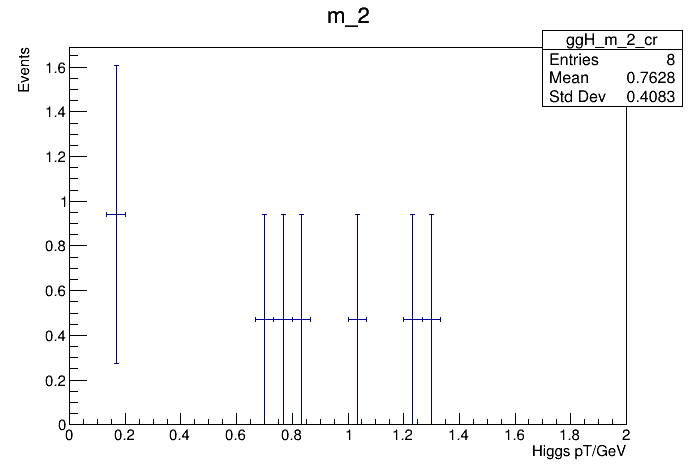 m_2
ggH_m_2_cr
Entries 8
Mean 0.7628
Std Dev 0.4083
Events
1.6
1.4
1.2
1
0.8
0.6
0.4
0.2
0
0 0.2 0.4 0.6 0.8 1 1.2 1.4 1.6 1.8 2
Higgs pT/GeV